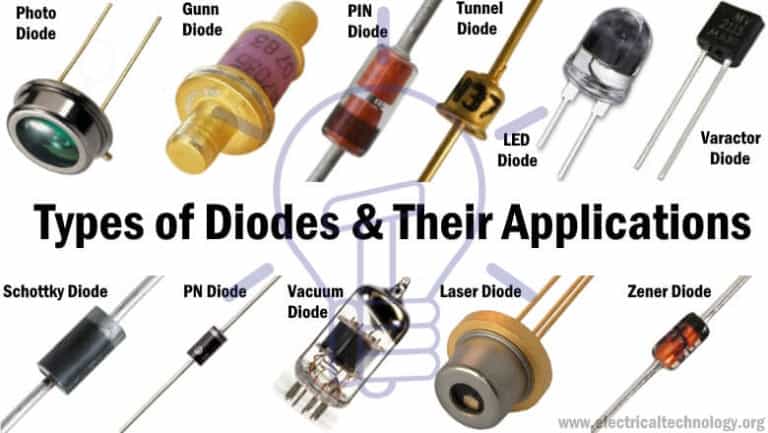 Photo
Diode
Gunn
Diode
PIN
Diode
Tunnel
Diode
LED
Diode
Varactor
Diode
137
Types of Diodes & Their Applications
Schottky Diode
PN Diode
Vacuum
Diode
Laser Diode
Zener Diode
www.electricaltechnology.org